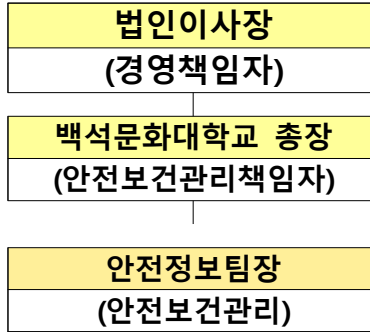 법인이사장
(경영책임자)
백석문화대학교 총장
(안전보건관리책임자)
안전정보팀장
(안전보건관리)